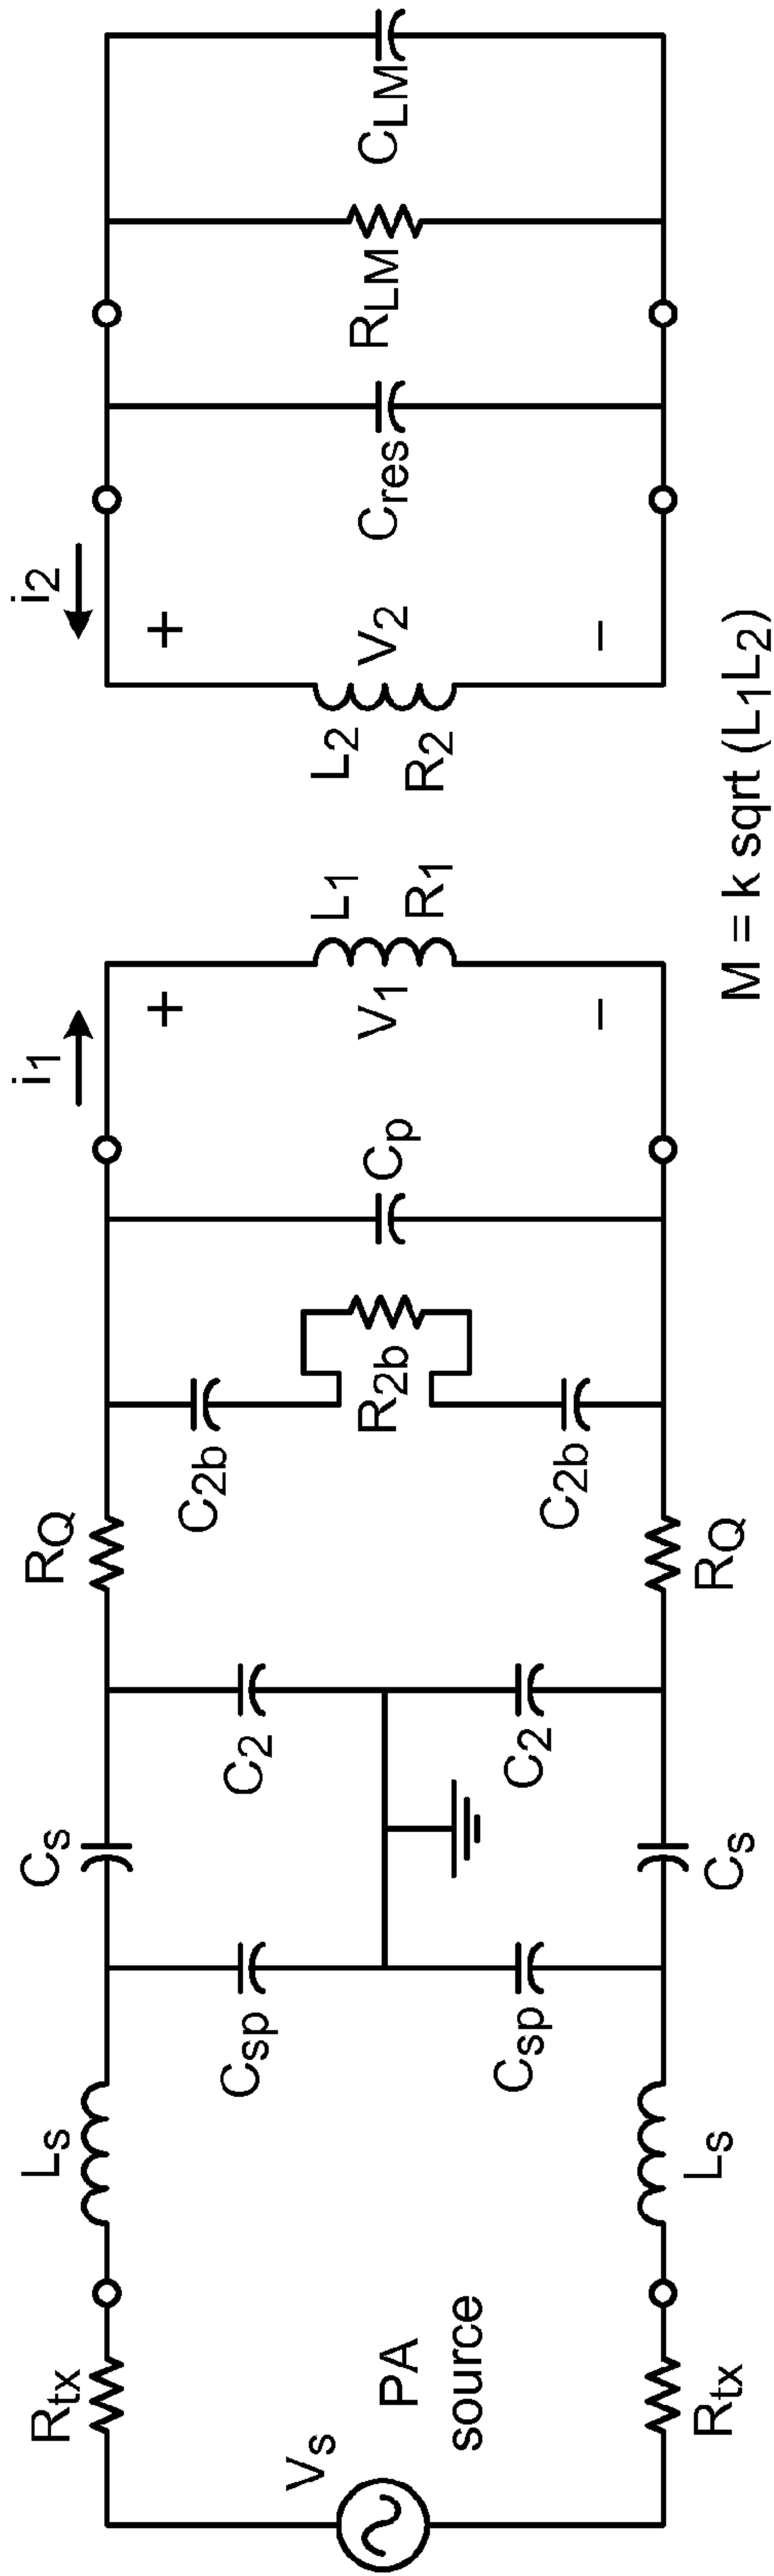 i₁
i₂
Rtx
Ls
Cs
RQ
Vs
Csp
C2
C2b
+
L1
L2
+
CLM
PA
source
R2b
Cp
V1
V2
Cres
RLM
R1
R2
Csp
C2
C2b
–
–
Rtx
Ls
Cs
RQ
M = k sqrt (L1L2)